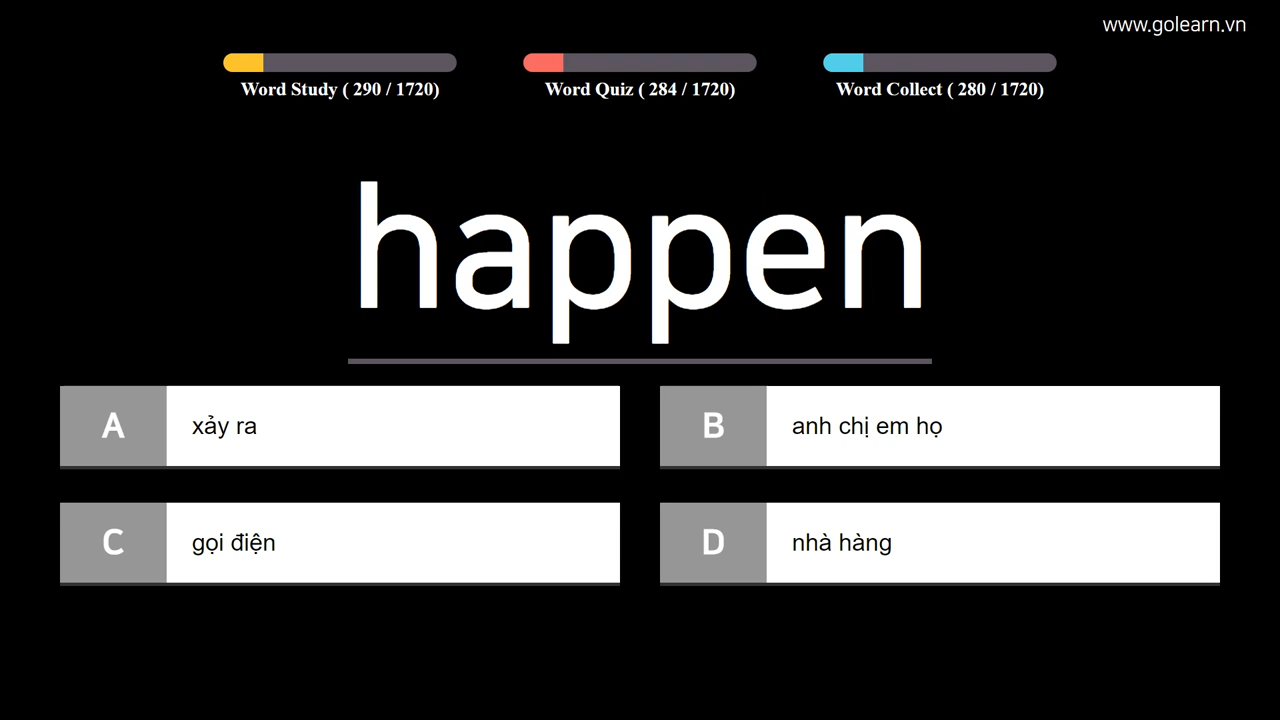 www.golearn.vn
Word Study ( 290 / 1720)
Word Quiz ( 284 / 1720)
Word Collect ( 280 / 1720)
happen
A xảy ra
B anh chị em họ
C gọi điện
D nhà hàng